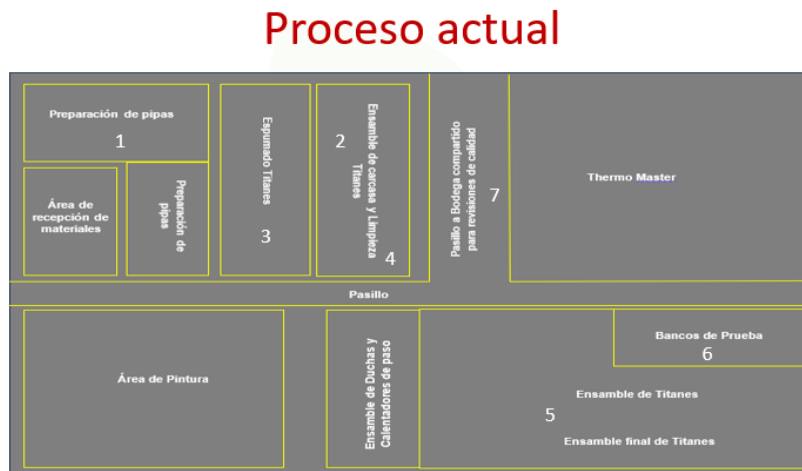 Proceso actual
Preparación de pipas
1
Área de
recepción de
materiales
Preparación de
pipas
Espumado Titanes
3
2
Ensamble de carcasa y Limpieza
Titanes
4
Pasillo a Bodega compartido
para revisiones de calidad
7
Thermo Master
Pasillo
Área de Pintura
Ensamble de Duchas y
Calentadores de paso
Bancos de Prueba
6
Ensamble de Titanes
5
Ensamble final de Titanes